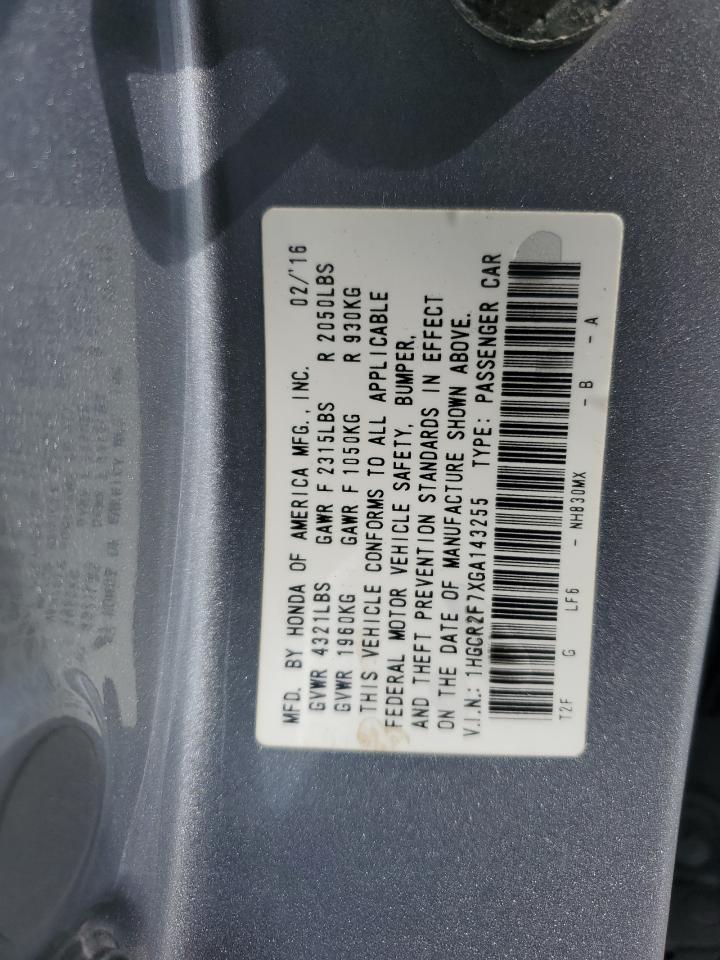 MFD. BY HONDA OF AMERICA MFG., INC. 02/'16
GVWR 4321LBS GAWR F 2315LBS R 2050LBS
GVWR 1960KG GAWR F 1050KG R 930KG
THIS VEHICLE CONFORMS TO ALL APPLICABLE
FEDERAL MOTOR VEHICLE SAFETY, BUMPER,
AND THEFT PREVENTION STANDARDS IN EFFECT
ON THE DATE OF MANUFACTURE SHOWN ABOVE.
V.I.N.: 1HGCR2F7XGA143255 TYPE: PASSENGER CAR
T2F G LF6 - NH830MX - B - A